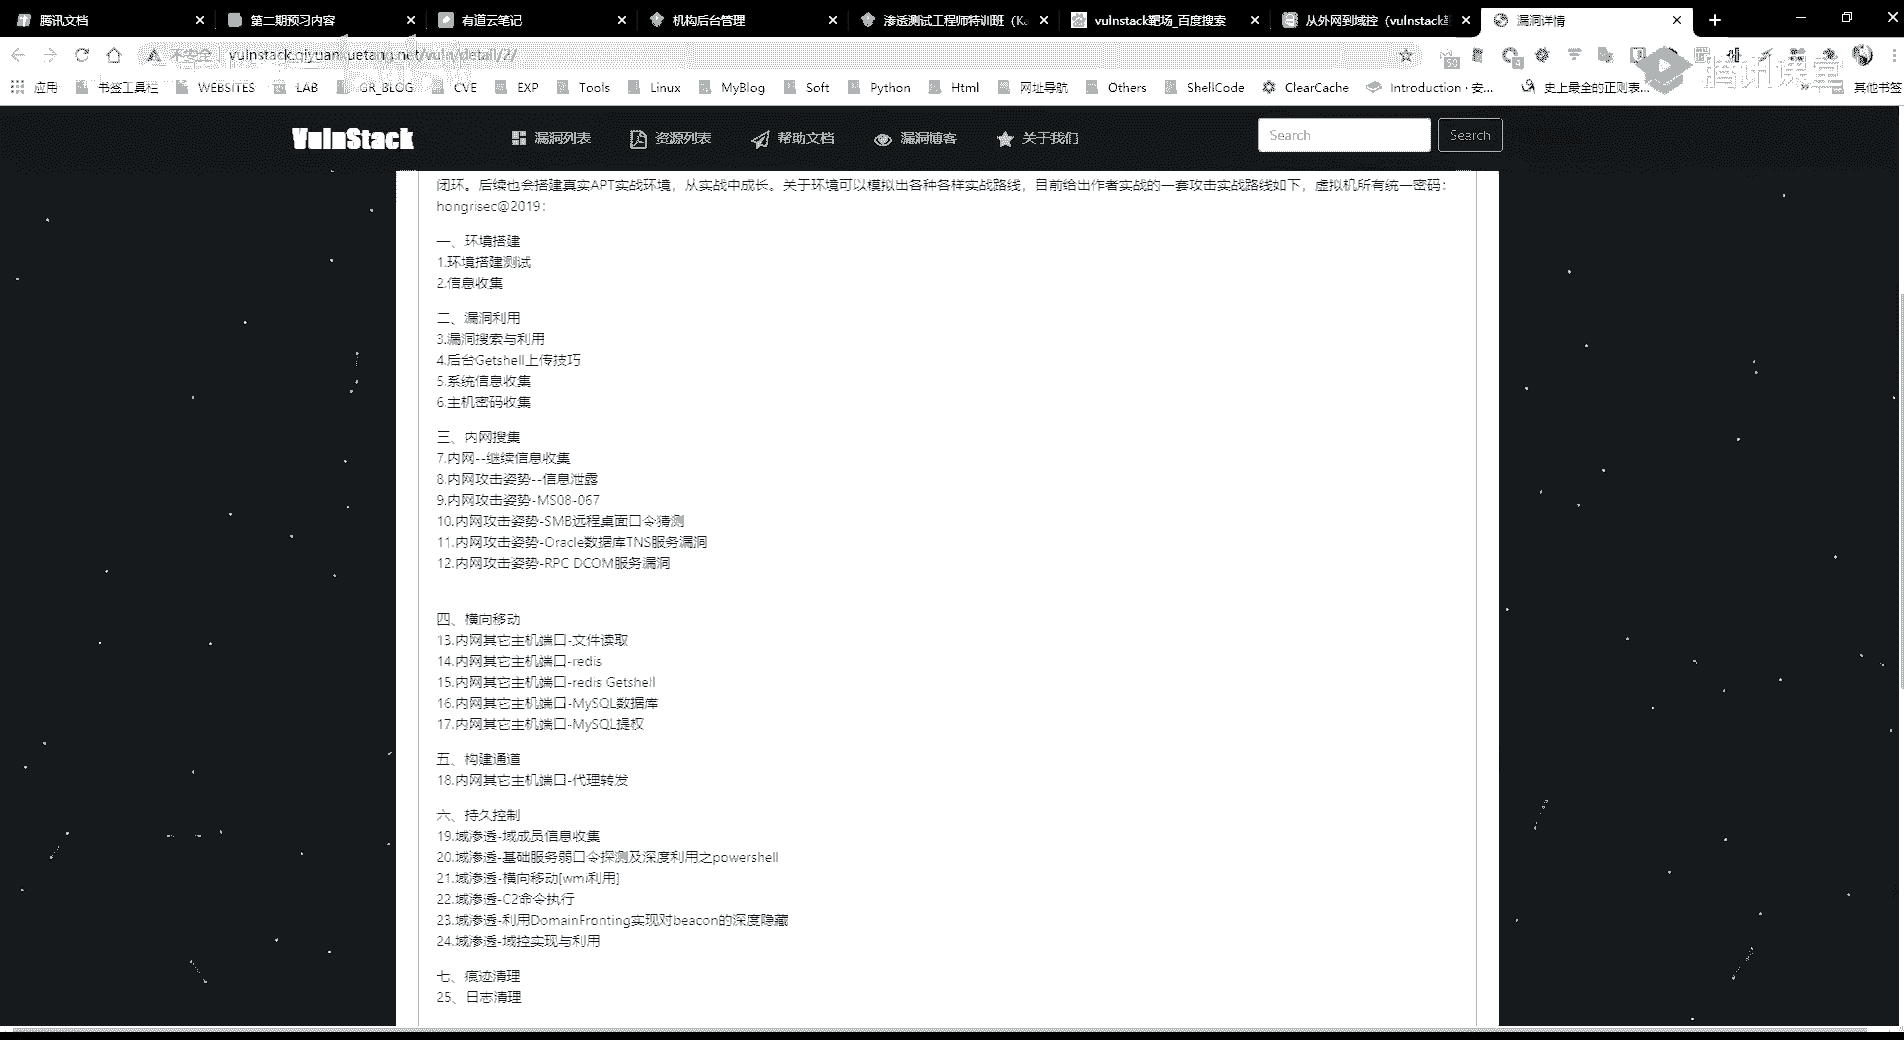 腾讯文档
第二期预习内容
有道云笔记
机构后台管理
渗透测试工程师特训班（Ka
vulnstack靶场_百度搜索
从外网到域控（vulnstack靶
漏洞详情
不安全 vulnstack.qiyuanxuetang.net/vuln/detail/2/
应用 书签工具栏 WEBSITES LAB GR_BLOG CVE EXP Tools Linux MyBlog Soft Python Html 网址导航 Others ShellCode ClearCache Introduction · 安... 史上最全的正则表... 其他书签
腾讯课堂
VulnStack 漏洞列表 资源列表 帮助文档 漏洞博客 关于我们 Search Search
闭环。后续也会搭建真实APT实战环境，从实战中成长。关于环境可以模拟出各种各样实战路线，目前给出作者实战的一套攻击实战路线如下，虚拟机所有统一密码：
hongrisec@2019：
一、环境搭建
1.环境搭建测试
2.信息收集
二、漏洞利用
3.漏洞搜索与利用
4.后台Getshell上传技巧
5.系统信息收集
6.主机密码收集
三、内网搜集
7.内网--继续信息收集
8.内网攻击姿势--信息泄露
9.内网攻击姿势-MS08-067
10.内网攻击姿势-SMB远程桌面口令猜测
11.内网攻击姿势-Oracle数据库TNS服务漏洞
12.内网攻击姿势-RPC DCOM服务漏洞
四、横向移动
13.内网其它主机端口-文件读取
14.内网其它主机端口-redis
15.内网其它主机端口-redis Getshell
16.内网其它主机端口-MySQL数据库
17.内网其它主机端口-MySQL提权
五、构建通道
18.内网其它主机端口-代理转发
六、持久控制
19.域渗透-域成员信息收集
20.域渗透-基础服务弱口令探测及深度利用之powershell
21.域渗透-横向移动[wmi利用]
22.域渗透-C2命令执行
23.域渗透-利用DomainFronting实现对beacon的深度隐藏
24.域渗透-域控实现与利用
七、痕迹清理
25、日志清理